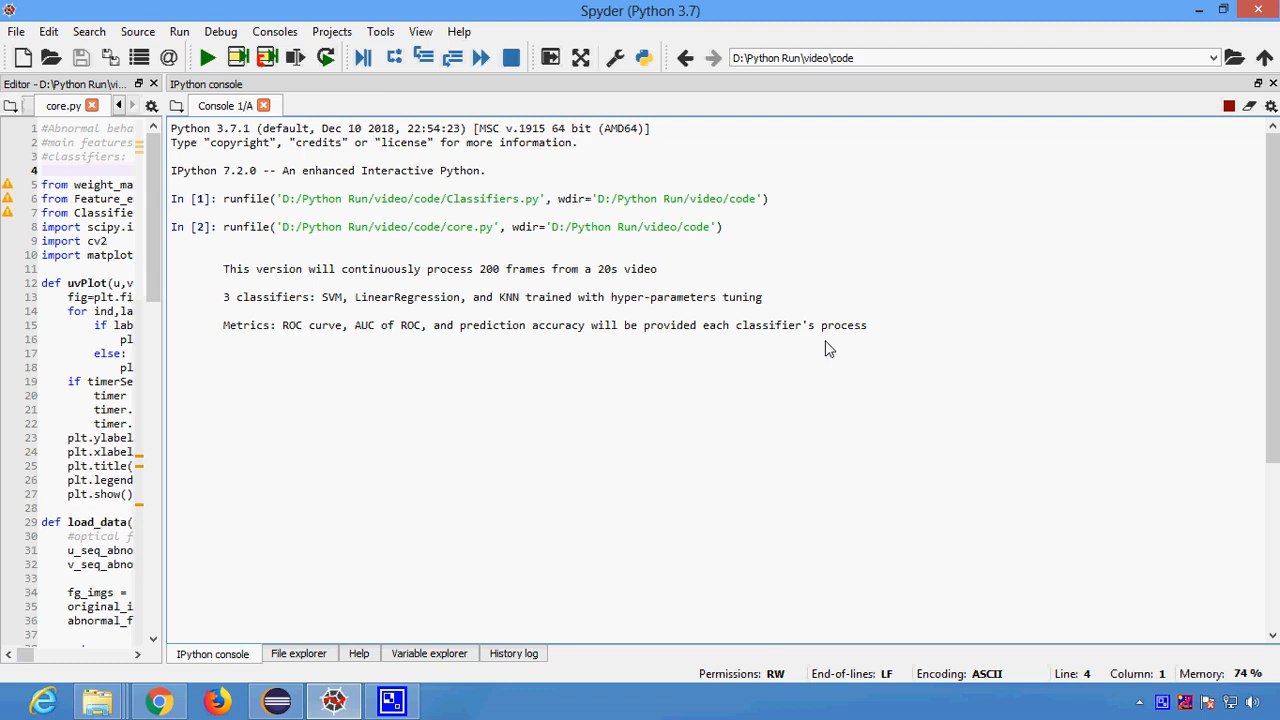 Spyder (Python 3.7)
File Edit Search Source Run Debug Consoles Projects Tools View Help
D:\Python Run\video\code
Editor - D:\Python Run\vi...
IPython console
core.py
Console 1/A
1 #Abnormal beha
2 #main features
3 #classifiers:
4
5 from weight_ma
6 from Feature_e
7 from Classifie
8 import scipy.i
9 import cv2
10 import matplot
11
12 def uvPlot(u,v
13 fig=plt.fi
14 for ind,la
15 if lab
16 pl
17 else:
18 pl
19 if timerSe
20 timer
21 timer.
22 timer.
23 plt.ylabel
24 plt.xlabel
25 plt.title(
26 plt.legend
27 plt.show()
28
29 def load_data(
30 #optical f
31 u_seq_abno
32 v_seq_abno
33
34 fg_imgs =
35 original_i
36 abnormal_f
37
Python 3.7.1 (default, Dec 10 2018, 22:54:23) [MSC v.1915 64 bit (AMD64)]
Type "copyright", "credits" or "license" for more information.
IPython 7.2.0 -- An enhanced Interactive Python.
In [1]: runfile('D:/Python Run/video/code/Classifiers.py', wdir='D:/Python Run/video/code')
In [2]: runfile('D:/Python Run/video/code/core.py', wdir='D:/Python Run/video/code')
This version will continuously process 200 frames from a 20s video
3 classifiers: SVM, LinearRegression, and KNN trained with hyper-parameters tuning
Metrics: ROC curve, AUC of ROC, and prediction accuracy will be provided each classifier's process
IPython console File explorer Help Variable explorer History log
Permissions: RW End-of-lines: LF Encoding: ASCII Line: 4 Column: 1 Memory: 74 %